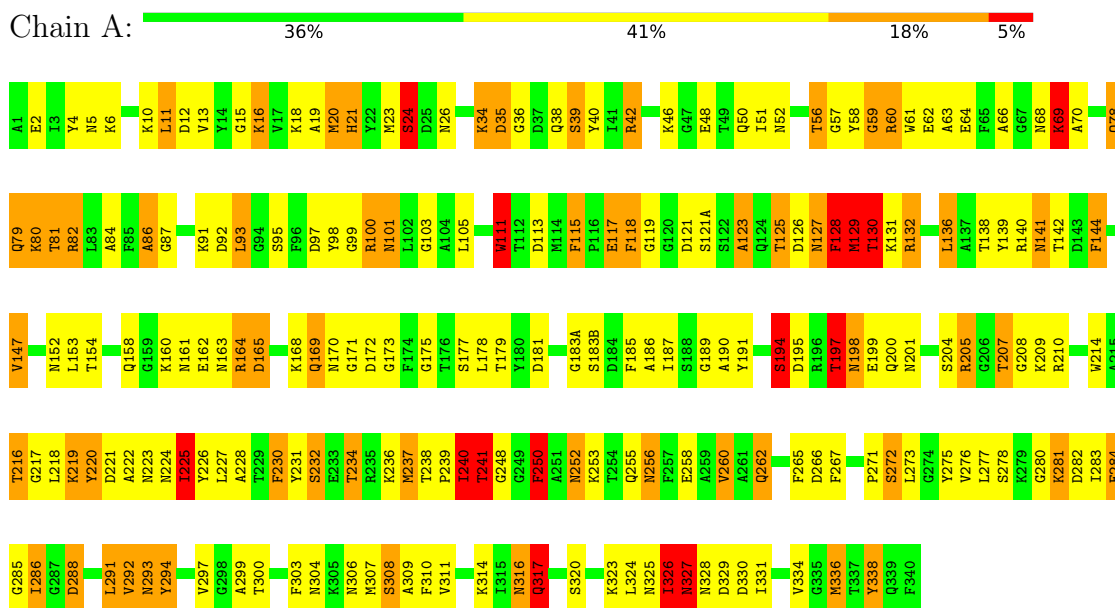 Chain A:
36% 41% 18% 5%
A1 E2 I3 Y4 N5 K6 K10 L11 D12 V13 Y14 G15 K16 V17 K18 A19 M20 H21 Y22 M23 S24 D25 N26 K34 D35 G36 D37 Q38 S39 Y40 I41 R42 K46 G47 E48 T49 Q50 I51 N52 T56 G57 Y58 G59 R60 W61 E62 A63 E64 F65 A66 G67 N68 K69 A70 D78
Q79 K80 T81 R82 L83 A84 F85 A86 G87 K91 D92 L93 G94 S95 F96 D97 Y98 G99 R100 N101 L102 G103 A104 L105 W111 T112 D113 M114 F115 P116 E117 F118 G119 G120 D121 S121A S122 A123 Q124 T125 D126 N127 F128 M129 T130 K131 R132 L136 A137 T138 Y139 R140 N141 T142 D143 F144
V147 N152 L153 T154 Q158 G159 K160 N161 E162 N163 R164 D165 K168 Q169 N170 G171 D172 G173 F174 G175 T176 S177 L178 T179 Y180 D181 G183A S183B D184 F185 A186 I187 S188 G189 A190 Y191 S194 D195 R196 T197 N198 E199 Q200 N201 S204 R205 G206 T207 G208 K209 R210 W214 A215
T216 G217 L218 K219 Y220 D221 A222 N223 N224 I225 Y226 L227 A228 T229 F230 Y231 S232 E233 T234 R235 K236 M237 T238 P239 I240 T241 G248 G249 F250 A251 N252 K253 T254 Q255 N256 F257 E258 A259 V260 A261 Q262 F265 D266 F267 P271 S272 L273 G274 Y275 V276 L277 S278 K279 G280 K281 D282 I283 E284
G285 I286 G287 D288 L291 V292 N293 Y294 V297 G298 A299 T300 F303 N304 K305 N306 M307 S308 A309 F310 V311 K314 I315 N316 Q317 S320 K323 L324 N325 I326 N327 N328 D329 D330 I331 V334 G335 M336 T337 Y338 Q339 F340